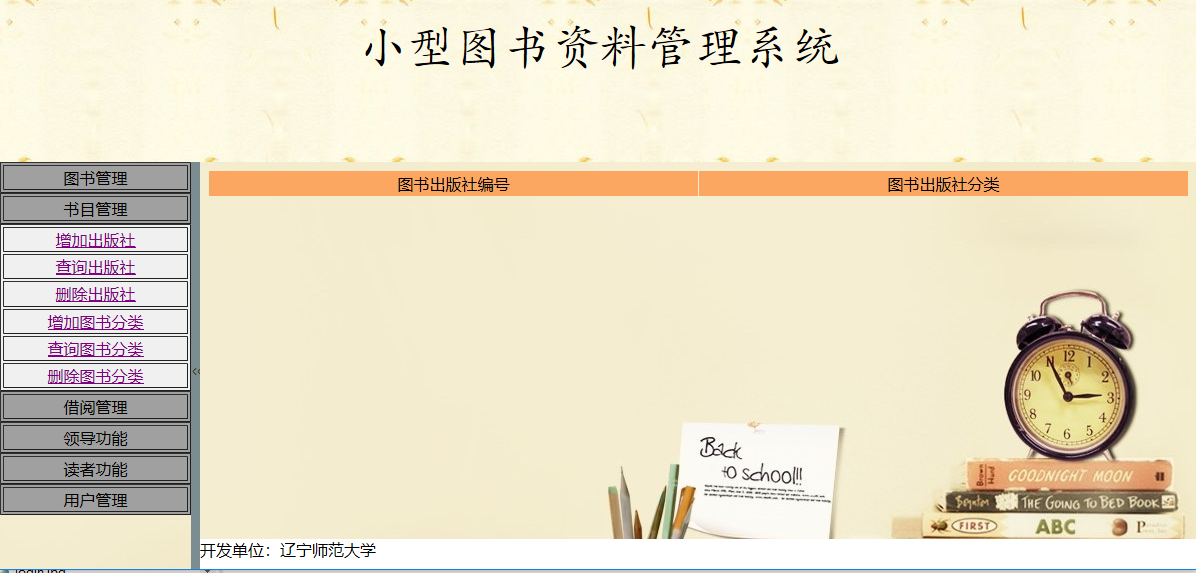 小型图书资料管理系统
图书管理
书目管理
增加出版社
查询出版社
删除出版社
增加图书分类
查询图书分类
删除图书分类
借阅管理
领导功能
读者功能
用户管理
<<
图书出版社编号 图书出版社分类
12
1
2
3
4
5
6
7
8
9
10
11
Back
to school!!!
GOODNIGHT MOON
Boynton THE GOING TO BED BOOK
FIRST ABC
开发单位：辽宁师范大学